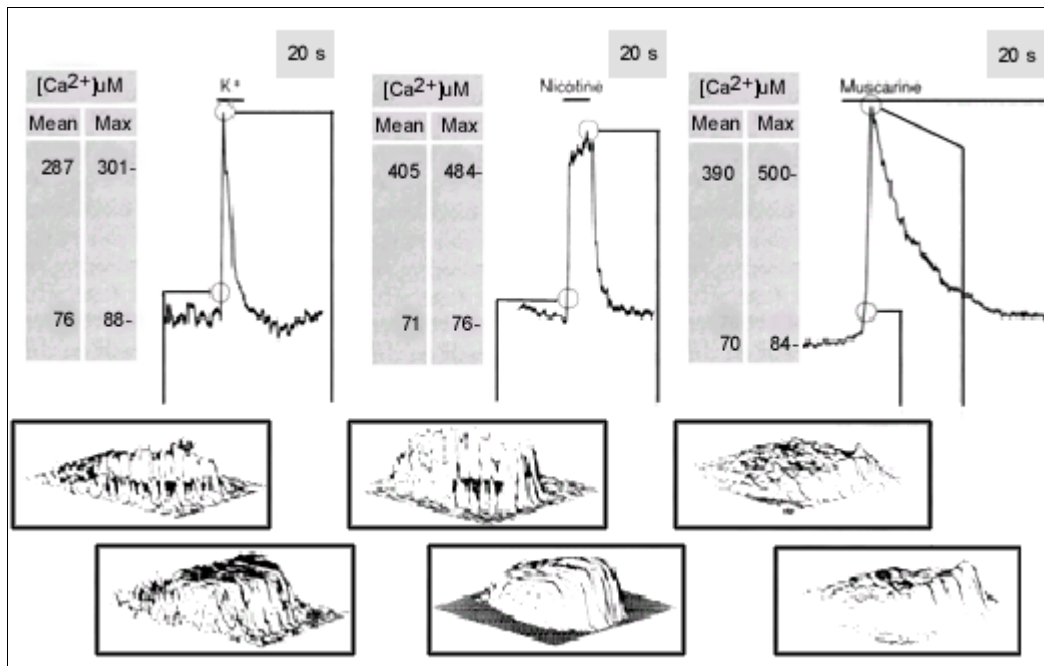 20 s
[Ca2+]µM
K+
Mean Max
287 301-
76 88-
20 s
[Ca2+]µM
Nicotine
Mean Max
405 484-
71 76-
20 s
[Ca2+]µM
Muscarine
Mean Max
390 500-
70 84-